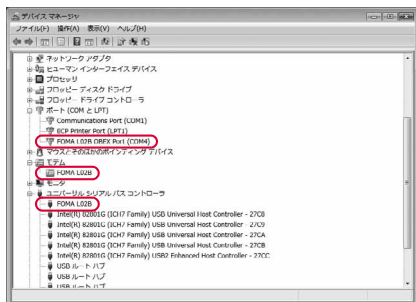 デバイス マネージャ
ファイル(F) 操作(A) 表示(V) ヘルプ(H)
ネットワーク アダプタ
ヒューマン インターフェイス デバイス
プロセッサ
フロッピー ディスク ドライブ
フロッピー ドライブ コントローラ
ポート (COM と LPT)
Communications Port (COM1)
ECP Printer Port (LPT1)
FOMA L02B OBEX Port (COM4)
マウスとそのほかのポインティング デバイス
モデム
FOMA L02B
モニタ
ユニバーサル シリアル バス コントローラ
FOMA L02B
Intel(R) 82801G (ICH7 Family) USB Universal Host Controller - 27C8
Intel(R) 82801G (ICH7 Family) USB Universal Host Controller - 27C9
Intel(R) 82801G (ICH7 Family) USB Universal Host Controller - 27CA
Intel(R) 82801G (ICH7 Family) USB Universal Host Controller - 27CB
Intel(R) 82801G (ICH7 Family) USB2 Enhanced Host Controller - 27CC
USB ルート ハブ
USB ルート ハブ
USB ルート ハブ